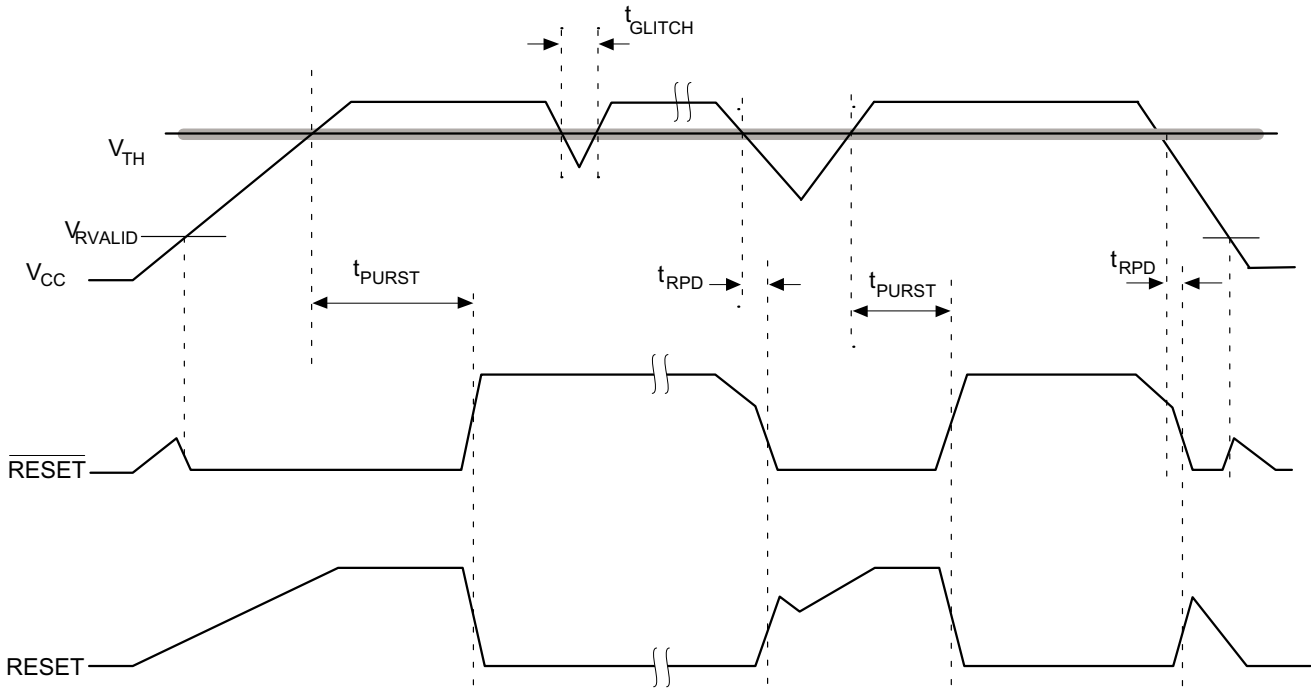 tGLITCH
VTH
VRVALID
VCC
tPURST
tRPD
tPURST
tRPD
RESET
RESET